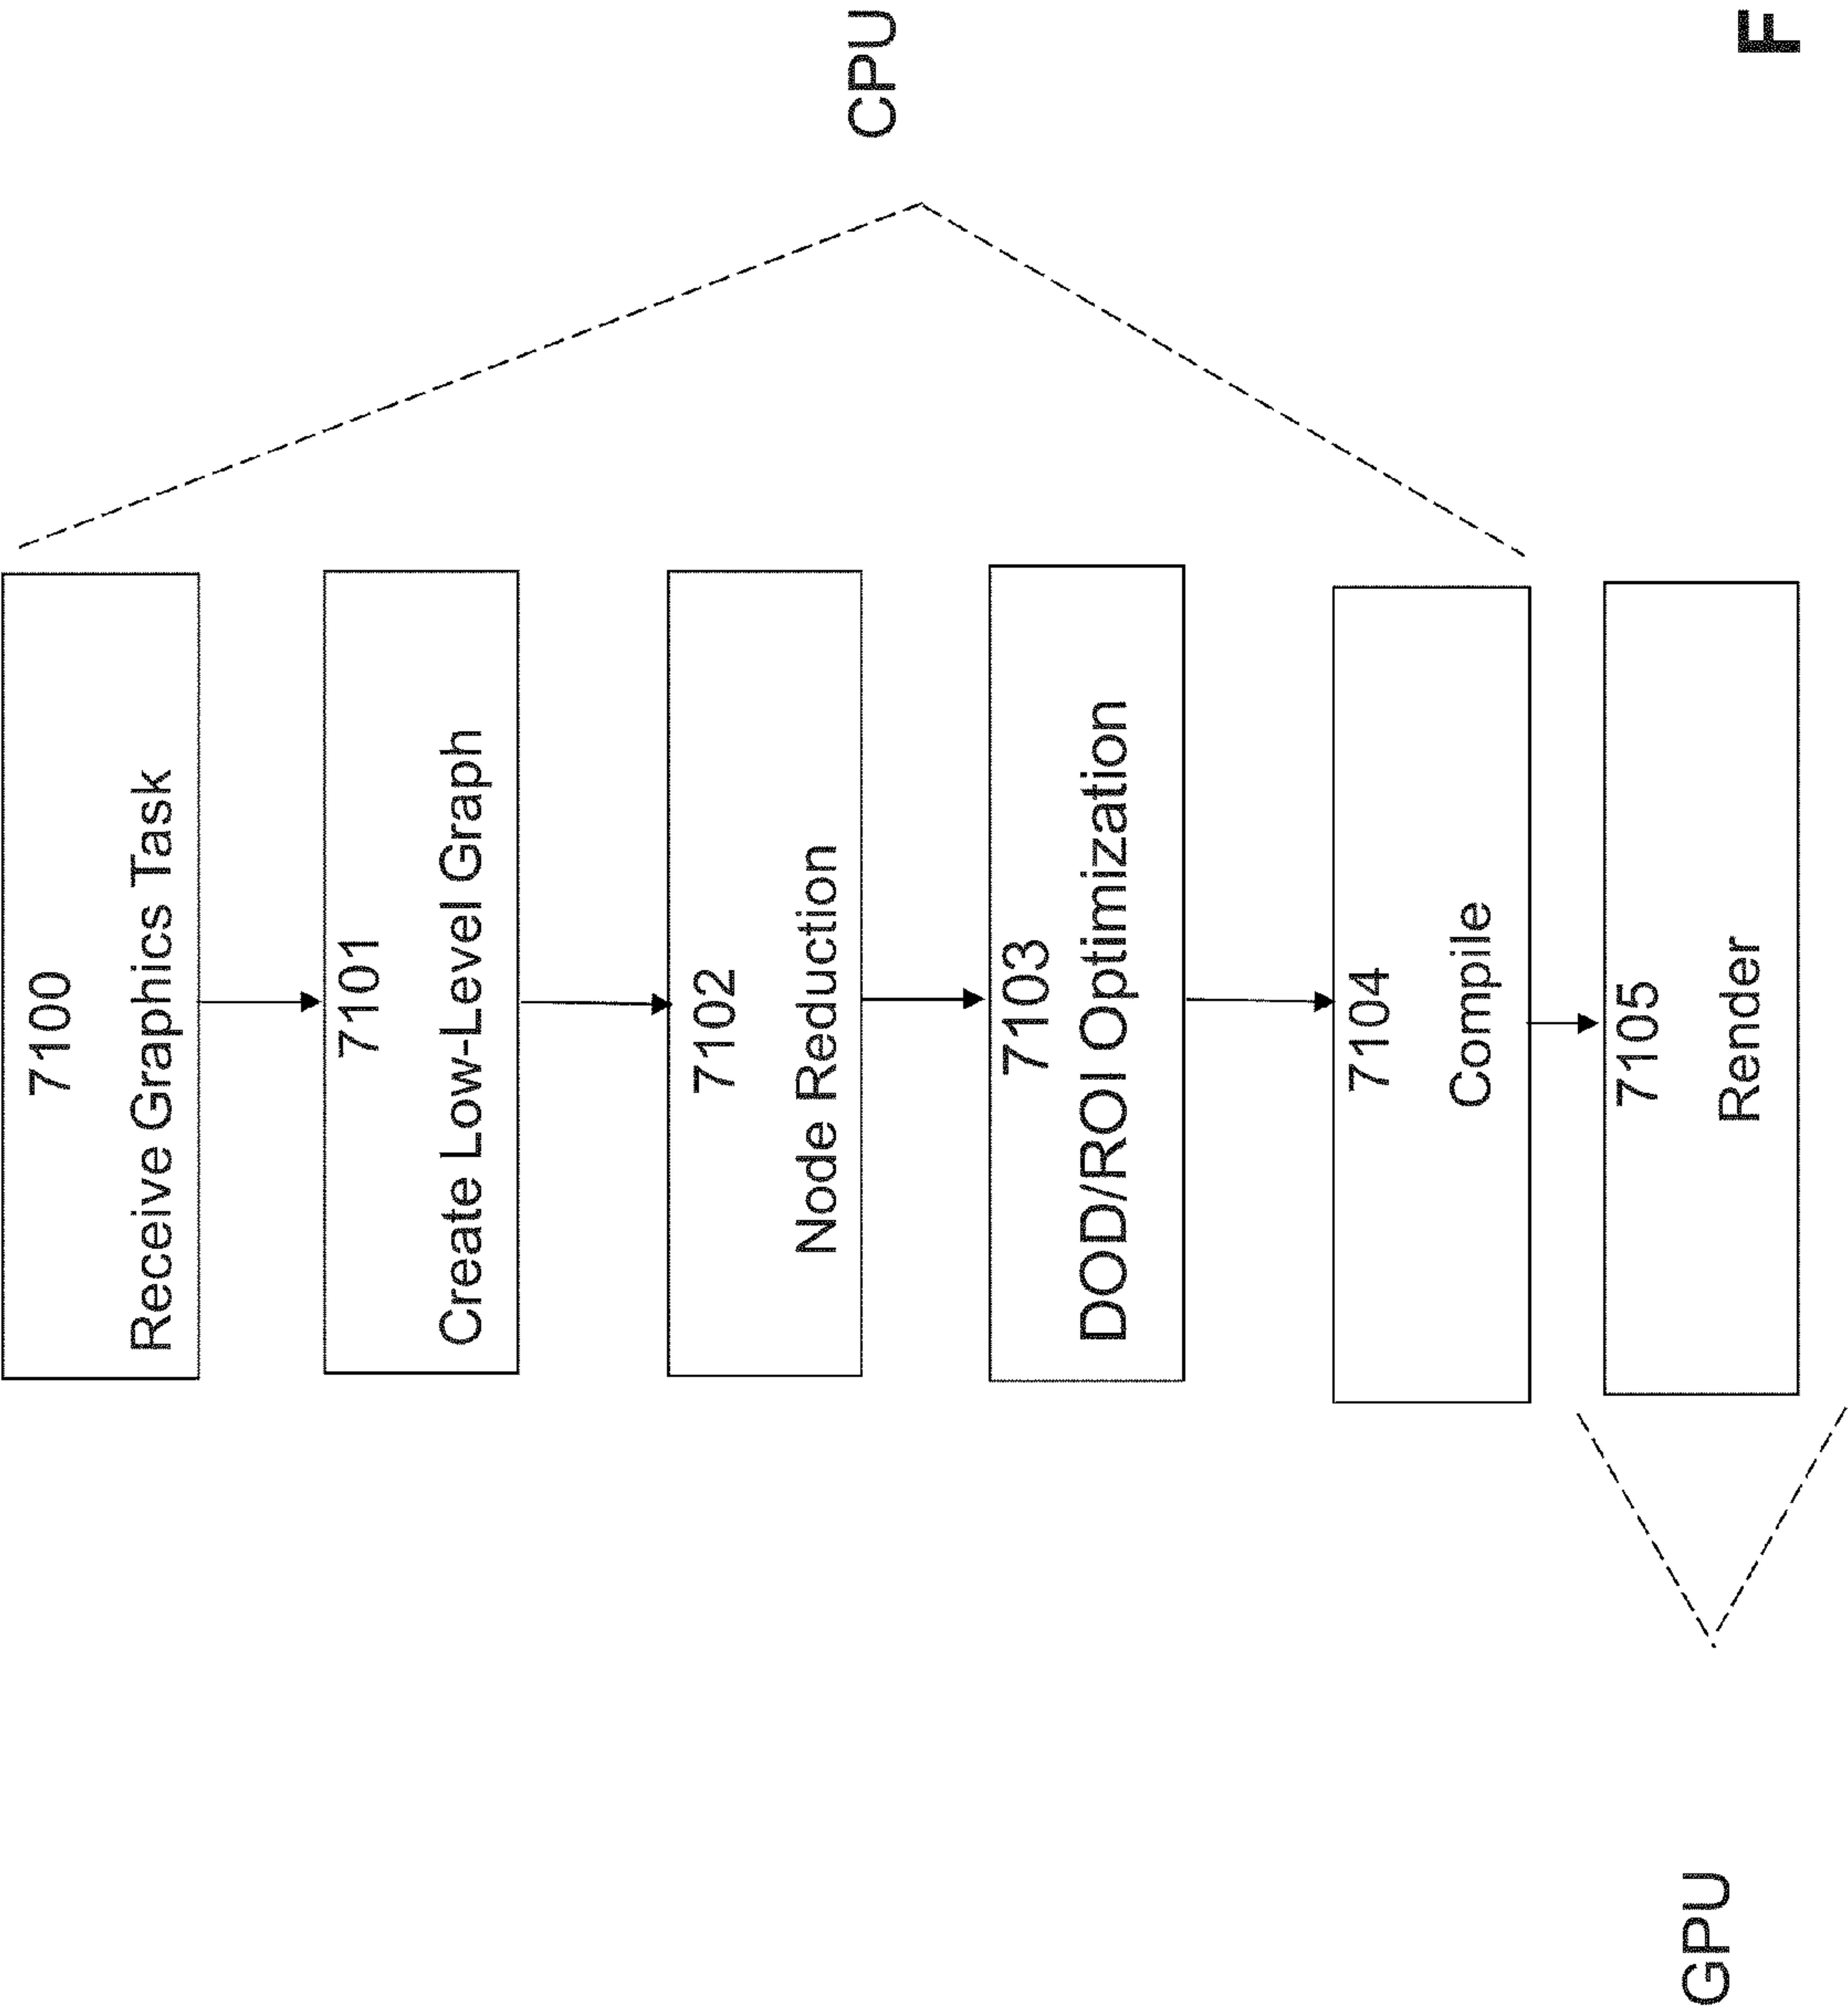 7100
Receive Graphics Task
7101
Create Low-Level Graph
7102
Node Reduction
7103
DOD/ROI Optimization
7104
Compile
7105
Render
CPU
GPU
F